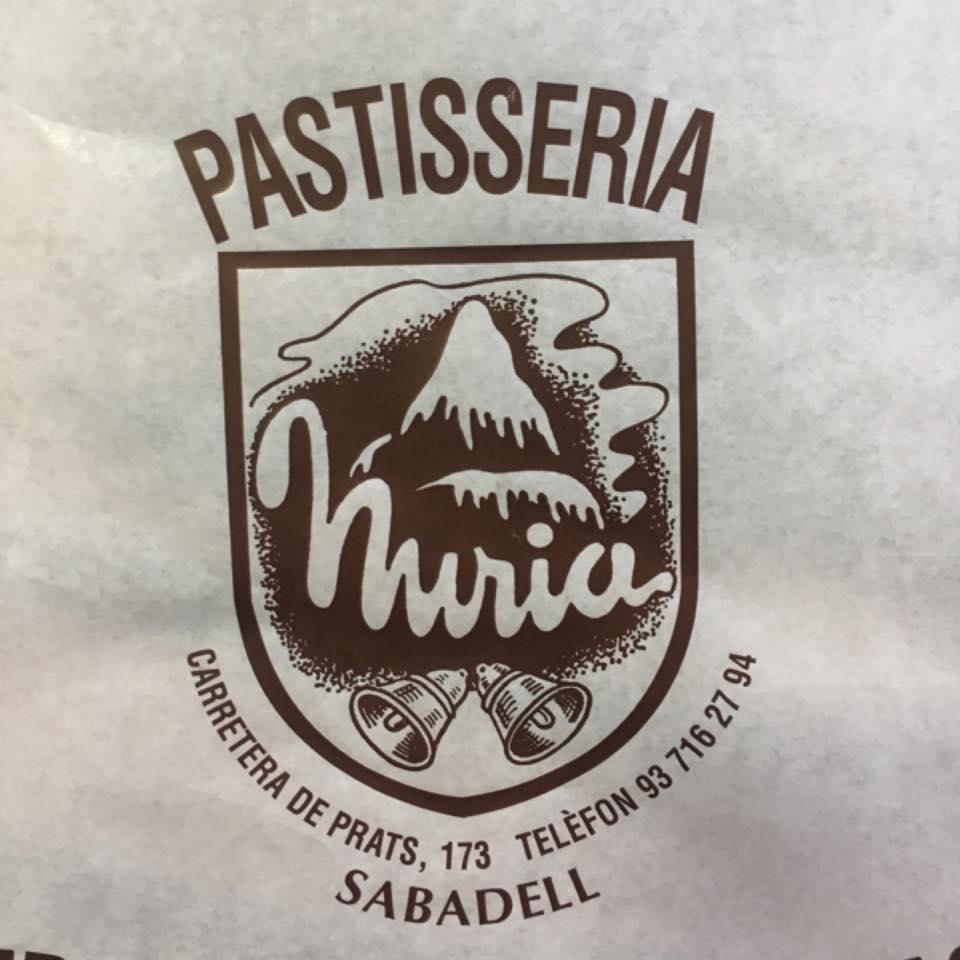 PASTISSERIA
Nuria
CARRETERA DE PRATS, 173 TELÈFON 93 716 27 94
SABADELL